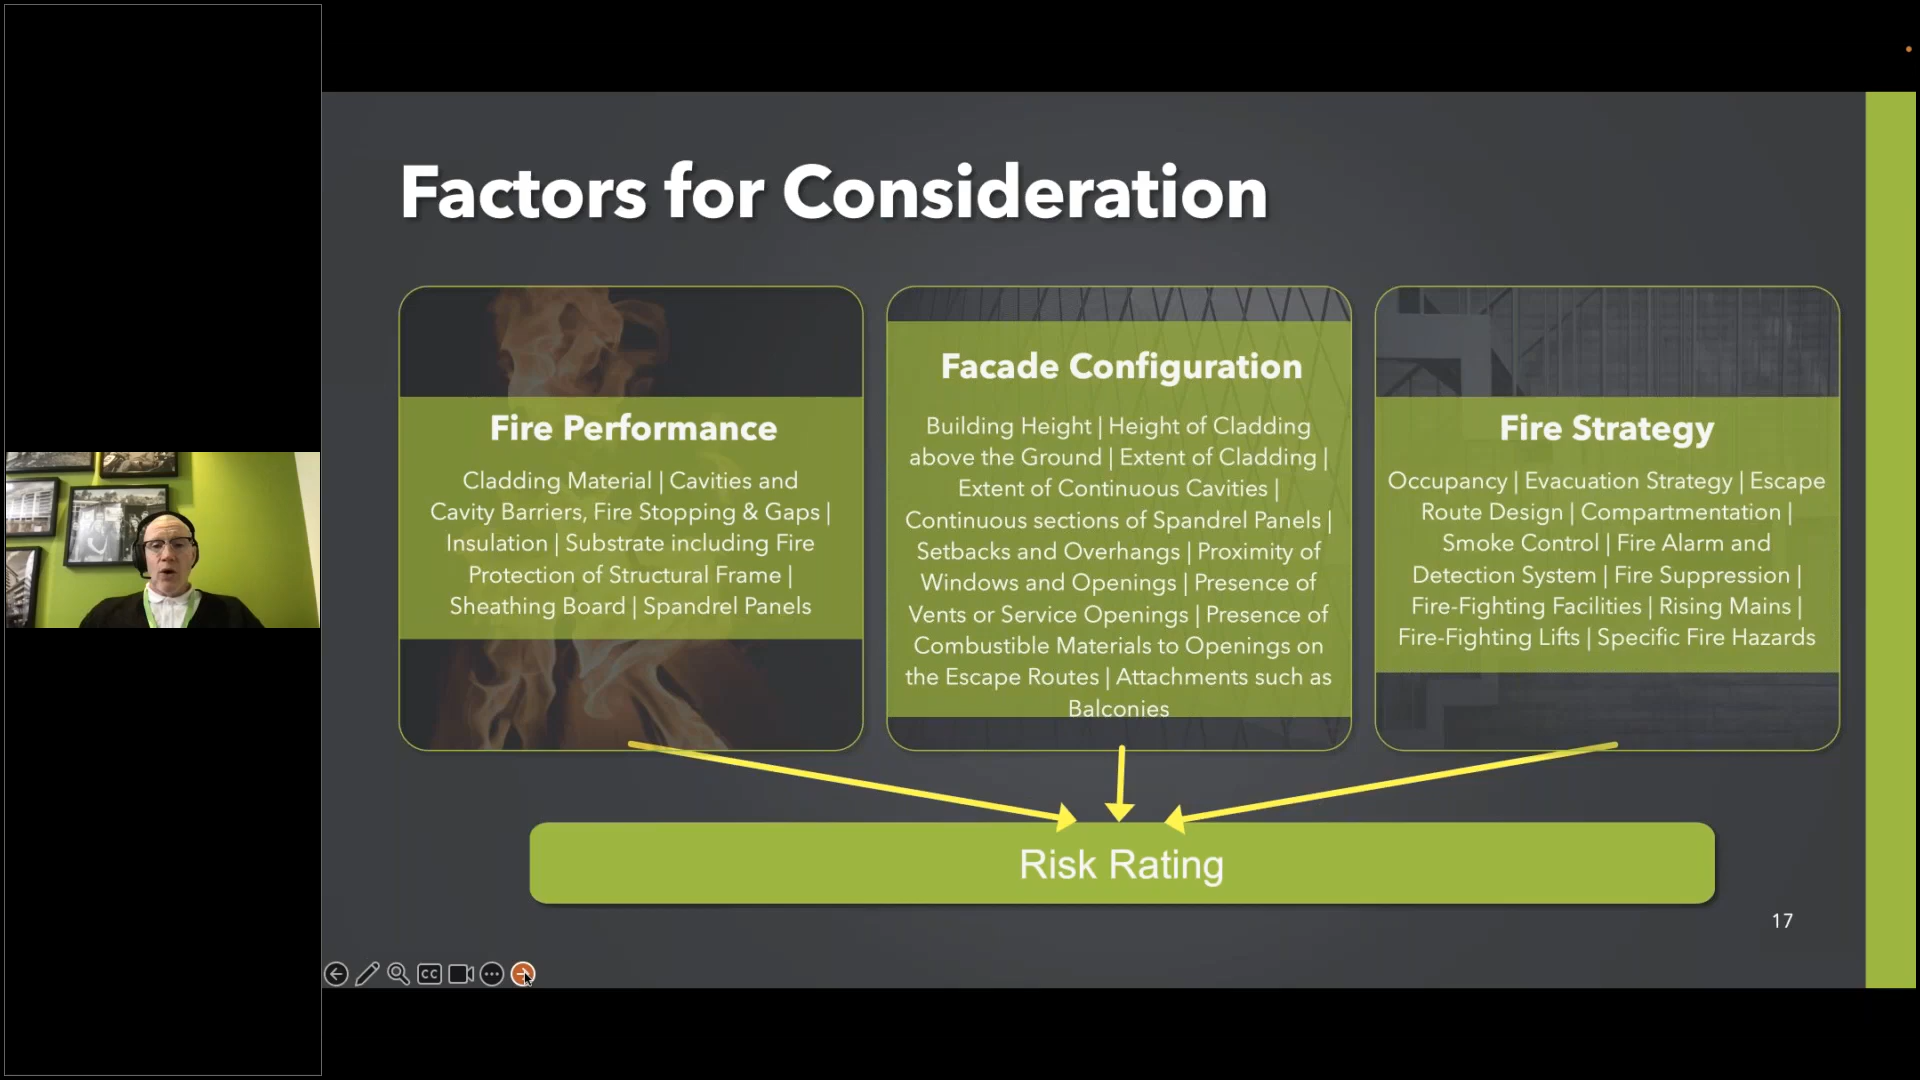 Factors for Consideration
Fire Performance
Cladding Material | Cavities and
Cavity Barriers, Fire Stopping & Gaps |
Insulation | Substrate including Fire
Protection of Structural Frame |
Sheathing Board | Spandrel Panels
Facade Configuration
Building Height | Height of Cladding
above the Ground | Extent of Cladding |
Extent of Continuous Cavities |
Continuous sections of Spandrel Panels |
Setbacks and Overhangs | Proximity of
Windows and Openings | Presence of
Vents or Service Openings | Presence of
Combustible Materials to Openings on
the Escape Routes | Attachments such as
Balconies
Fire Strategy
Occupancy | Evacuation Strategy | Escape
Route Design | Compartmentation |
Smoke Control | Fire Alarm and
Detection System | Fire Suppression |
Fire-Fighting Facilities | Rising Mains |
Fire-Fighting Lifts | Specific Fire Hazards
Risk Rating
17
CC